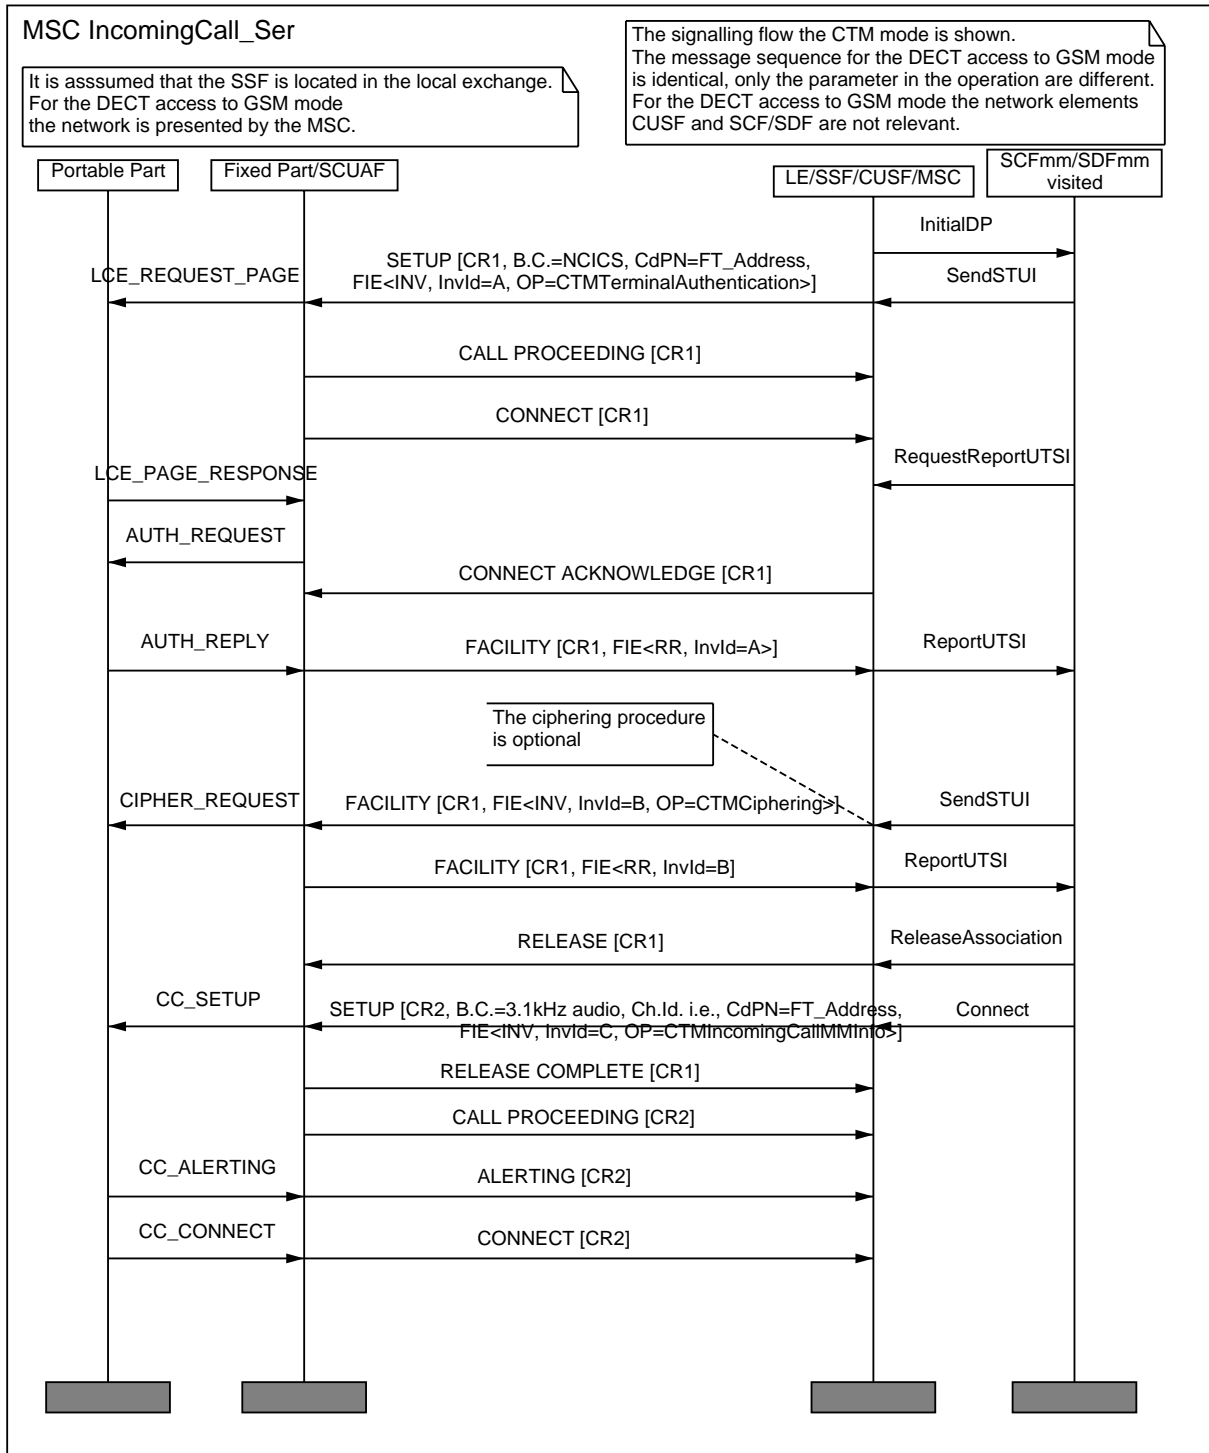 MSC IncomingCall_Ser
The signalling flow the CTM mode is shown.
The message sequence for the DECT access to GSM mode
is identical, only the parameter in the operation are different.
For the DECT access to GSM mode the network elements
CUSF and SCF/SDF are not relevant.
It is asssumed that the SSF is located in the local exchange.
For the DECT access to GSM mode
the network is presented by the MSC.
Portable Part
Fixed Part/SCUAF
LE/SSF/CUSF/MSC
SCFmm/SDFmm
visited
InitialDP
LCE_REQUEST_PAGE
SETUP [CR1, B.C.=NCICS, CdPN=FT_Address,
FIE<INV, InvId=A, OP=CTMTerminalAuthentication>]
SendSTUI
CALL PROCEEDING [CR1]
CONNECT [CR1]
RequestReportUTSI
LCE_PAGE_RESPONSE
AUTH_REQUEST
CONNECT ACKNOWLEDGE [CR1]
AUTH_REPLY
FACILITY [CR1, FIE<RR, InvId=A>]
ReportUTSI
The ciphering procedure
is optional
CIPHER_REQUEST
FACILITY [CR1, FIE<INV, InvId=B, OP=CTMCiphering>]
SendSTUI
FACILITY [CR1, FIE<RR, InvId=B]
ReportUTSI
RELEASE [CR1]
ReleaseAssociation
CC_SETUP
SETUP [CR2, B.C.=3.1kHz audio, Ch.Id. i.e., CdPN=FT_Address,
FIE<INV, InvId=C, OP=CTMIncomingCallMMInfo>]
Connect
RELEASE COMPLETE [CR1]
CALL PROCEEDING [CR2]
CC_ALERTING
ALERTING [CR2]
CC_CONNECT
CONNECT [CR2]